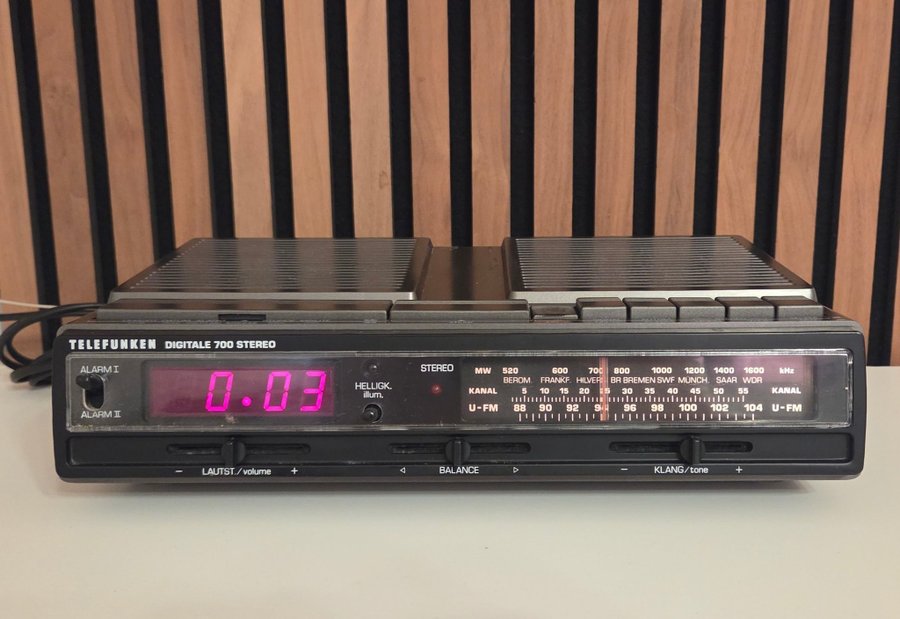 TELEFUNKEN DIGITALE 700 STEREO
ALARM I
ALARM II
0.03
HELLIGK.
illum.
STEREO
MW 520 600 700 800 1000 1200 1400 1600 kHz
BEROM. FRANKF. HILVER BR BREMEN SWF MÜNCH. SAAR WDR
KANAL 5 10 15 20 25 30 35 40 45 50 55 KANAL
U-FM 88 90 92 94 96 98 100 102 104 U-FM
− LAUTST./volume +
◁ BALANCE ▷
− KLANG/tone +